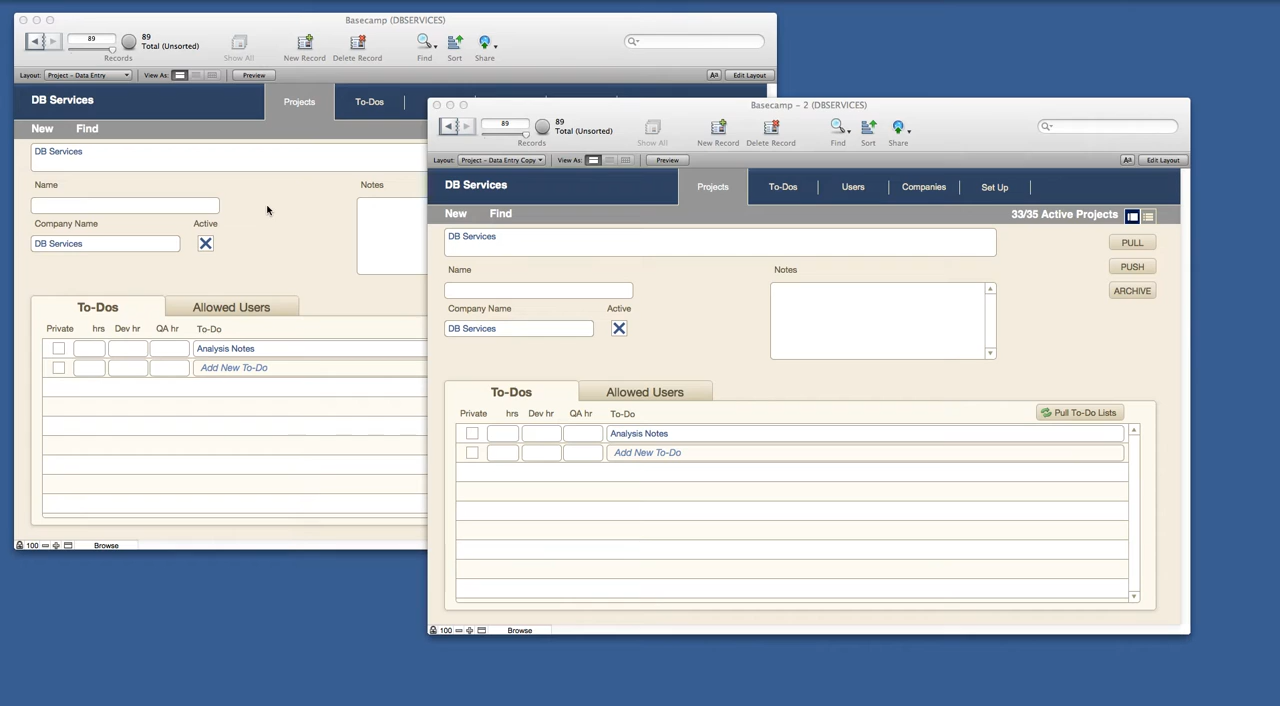 Basecamp (DBSERVICES)
89
89
Total (Unsorted)
Records
Show All
New Record
Delete Record
Find
Sort
Share
Layout: Project – Data Entry
View As:
Preview
Aa
Edit Layout
DB Services
Projects
To-Dos
New
Find
DB Services
Name
Notes
Company Name
Active
DB Services
To-Dos
Allowed Users
Private
hrs
Dev hr
QA hr
To-Do
Analysis Notes
Add New To-Do
100
Browse
Basecamp – 2 (DBSERVICES)
89
89
Total (Unsorted)
Records
Show All
New Record
Delete Record
Find
Sort
Share
Layout: Project – Data Entry Copy
View As:
Preview
Aa
Edit Layout
DB Services
Projects
To-Dos
Users
Companies
Set Up
New
Find
33/35 Active Projects
DB Services
PULL
PUSH
ARCHIVE
Name
Notes
Company Name
Active
DB Services
To-Dos
Allowed Users
Private
hrs
Dev hr
QA hr
To-Do
Pull To-Do Lists
Analysis Notes
Add New To-Do
100
Browse